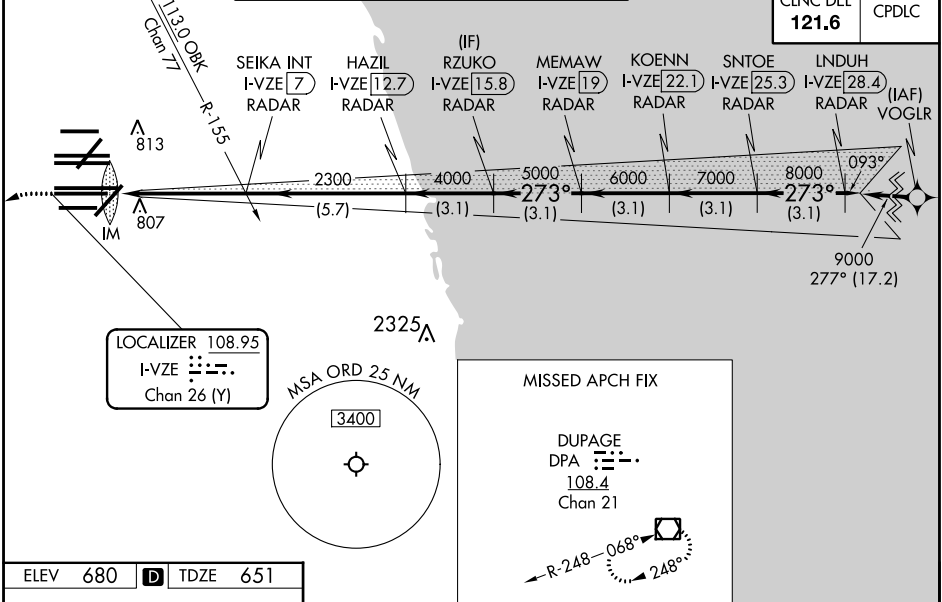 CLNC DEL
121.6
CPDLC
113.0 OBK
Chan 77
R-155
SEIKA INT
I-VZE 7
RADAR
HAZIL
I-VZE 12.7
RADAR
(IF)
RZUKO
I-VZE 15.8
RADAR
MEMAW
I-VZE 19
RADAR
KOENN
I-VZE 22.1
RADAR
SNTOE
I-VZE 25.3
RADAR
LNDUH
I-VZE 28.4
RADAR
(IAF)
VOGLR
813
807
IM
2300
4000
5000
6000
7000
8000
093°
273°
273°
(5.7)
(3.1)
(3.1)
(3.1)
(3.1)
(3.1)
9000
277° (17.2)
LOCALIZER 108.95
I-VZE
Chan 26 (Y)
2325
MSA ORD 25 NM
3400
MISSED APCH FIX
DUPAGE
DPA
108.4
Chan 21
R-248
068°
248°
ELEV 680 D TDZE 651